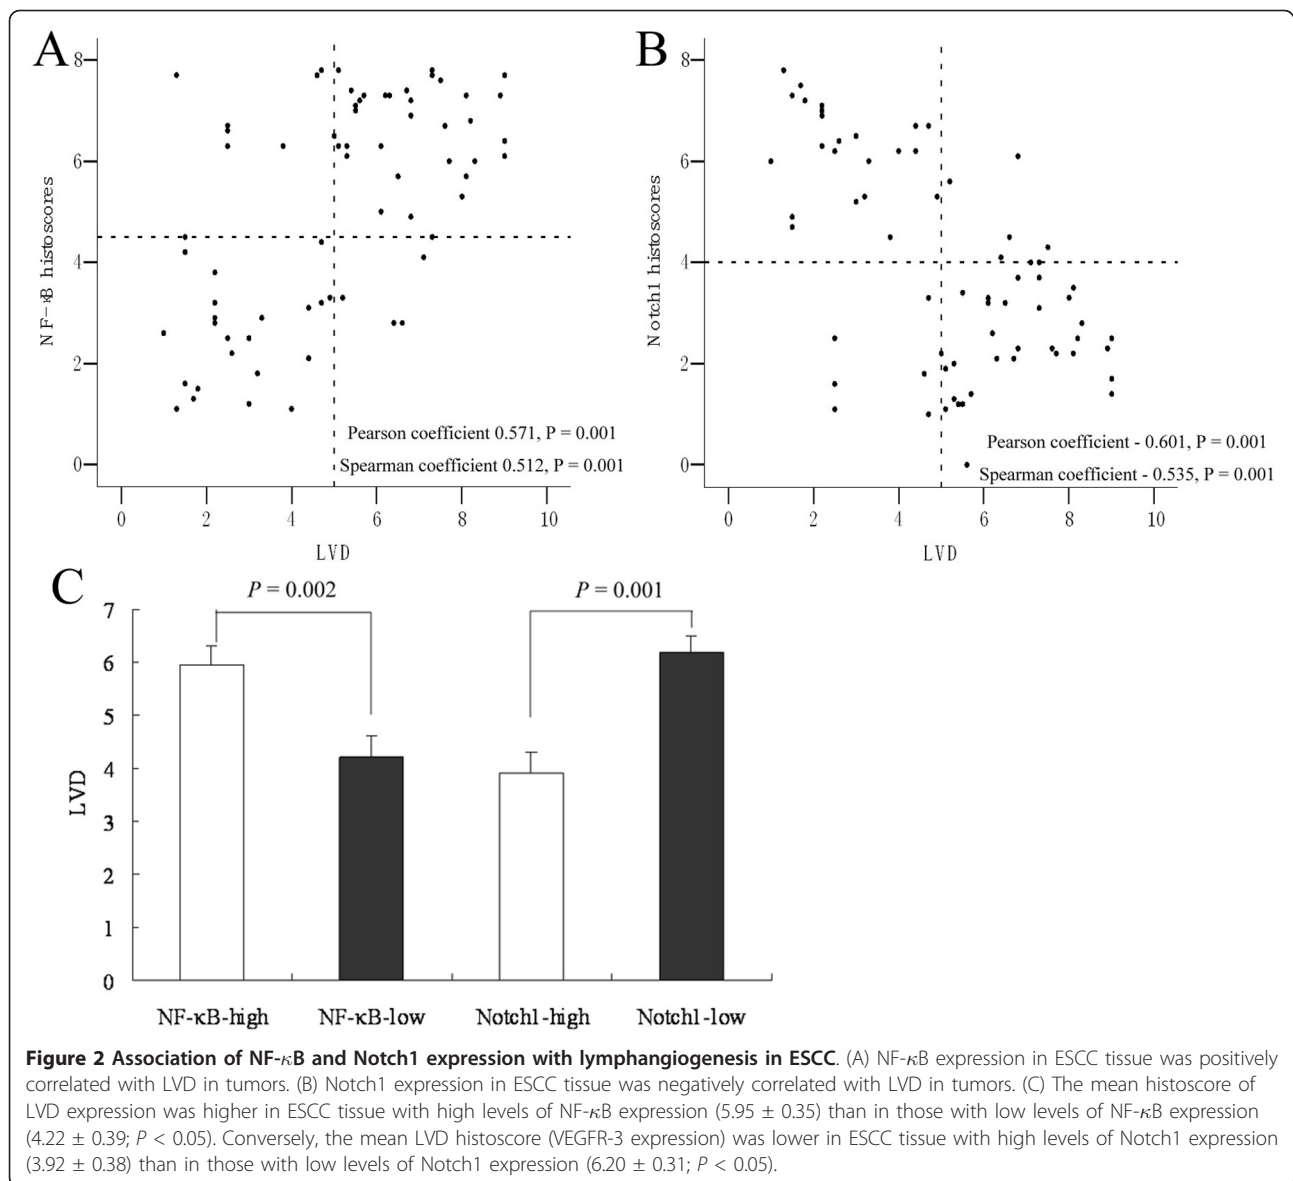 A
8
6
4
2
0
NF-κB histoscores
Pearson coefficient 0.571, P = 0.001
Spearman coefficient 0.512, P = 0.001
0 2 4 6 8 10
LVD
B
8
6
4
2
0
Notch1 histoscores
Pearson coefficient - 0.601, P = 0.001
Spearman coefficient - 0.535, P = 0.001
0 2 4 6 8 10
LVD
C
P = 0.002
P = 0.001
7
6
5
4
3
2
1
0
LVD
NF-κB-high NF-κB-low Notch1-high Notch1-low
Figure 2 Association of NF-κB and Notch1 expression with lymphangiogenesis in ESCC. (A) NF-κB expression in ESCC tissue was positively
correlated with LVD in tumors. (B) Notch1 expression in ESCC tissue was negatively correlated with LVD in tumors. (C) The mean histoscore of
LVD expression was higher in ESCC tissue with high levels of NF-κB expression (5.95 ± 0.35) than in those with low levels of NF-κB expression
(4.22 ± 0.39; P < 0.05). Conversely, the mean LVD histoscore (VEGFR-3 expression) was lower in ESCC tissue with high levels of Notch1 expression
(3.92 ± 0.38) than in those with low levels of Notch1 expression (6.20 ± 0.31; P < 0.05).